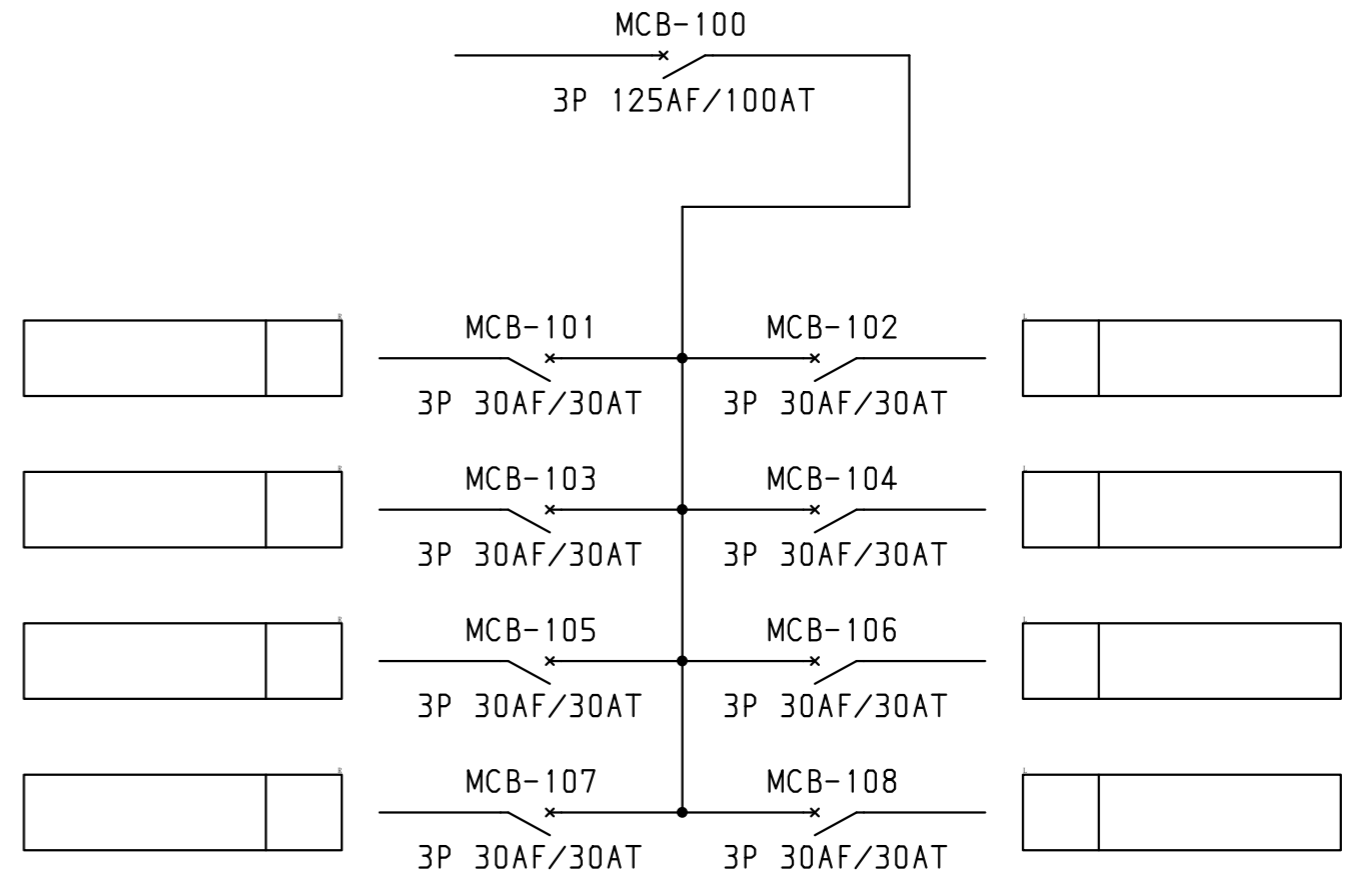 MCB-100
3P 125AF/100AT
R MCB-101 MCB-102 L
3P 30AF/30AT 3P 30AF/30AT
R MCB-103 MCB-104 L
3P 30AF/30AT 3P 30AF/30AT
R MCB-105 MCB-106 L
3P 30AF/30AT 3P 30AF/30AT
R MCB-107 MCB-108 L
3P 30AF/30AT 3P 30AF/30AT